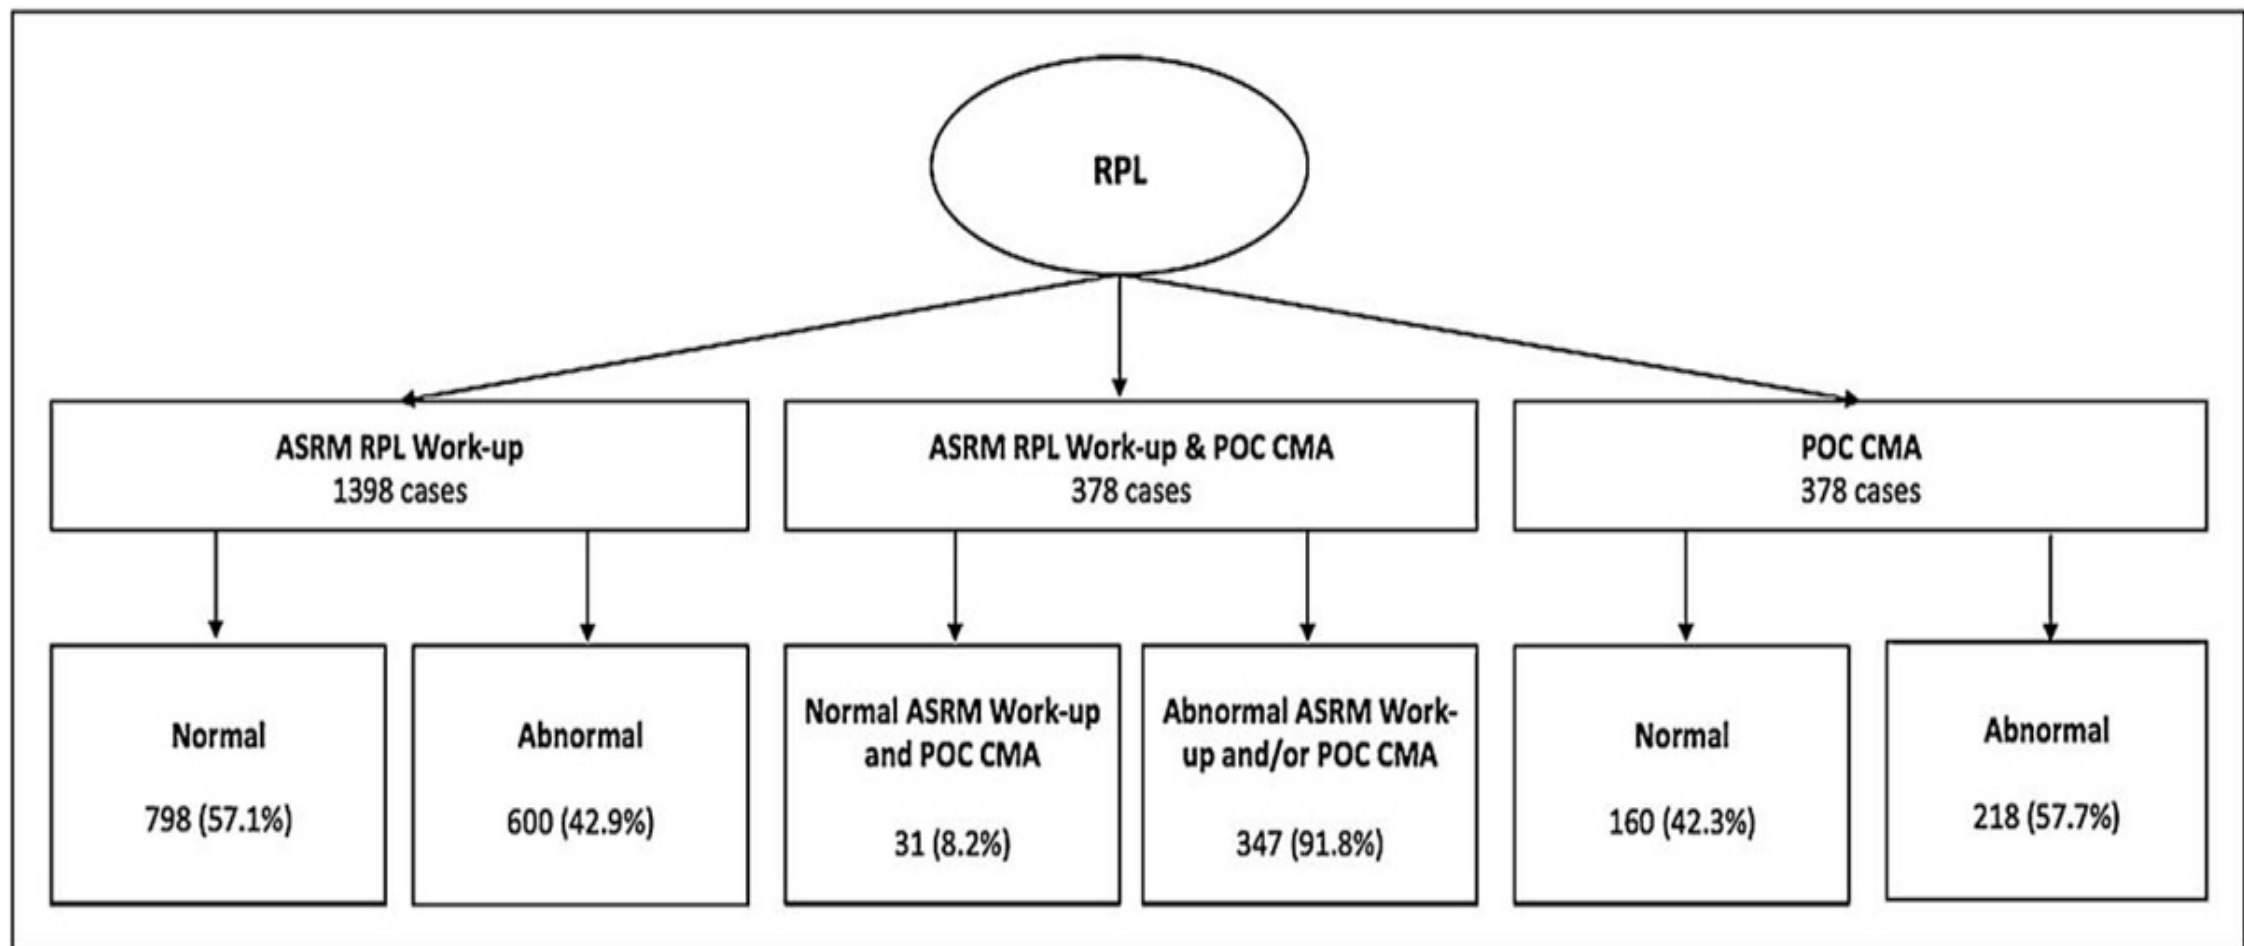 RPL
ASRM RPL Work-up
1398 cases
ASRM RPL Work-up & POC CMA
378 cases
POC CMA
378 cases
Normal
798 (57.1%)
Abnormal
600 (42.9%)
Normal ASRM Work-up
and POC CMA
31 (8.2%)
Abnormal ASRM Work-
up and/or POC CMA
347 (91.8%)
Normal
160 (42.3%)
Abnormal
218 (57.7%)